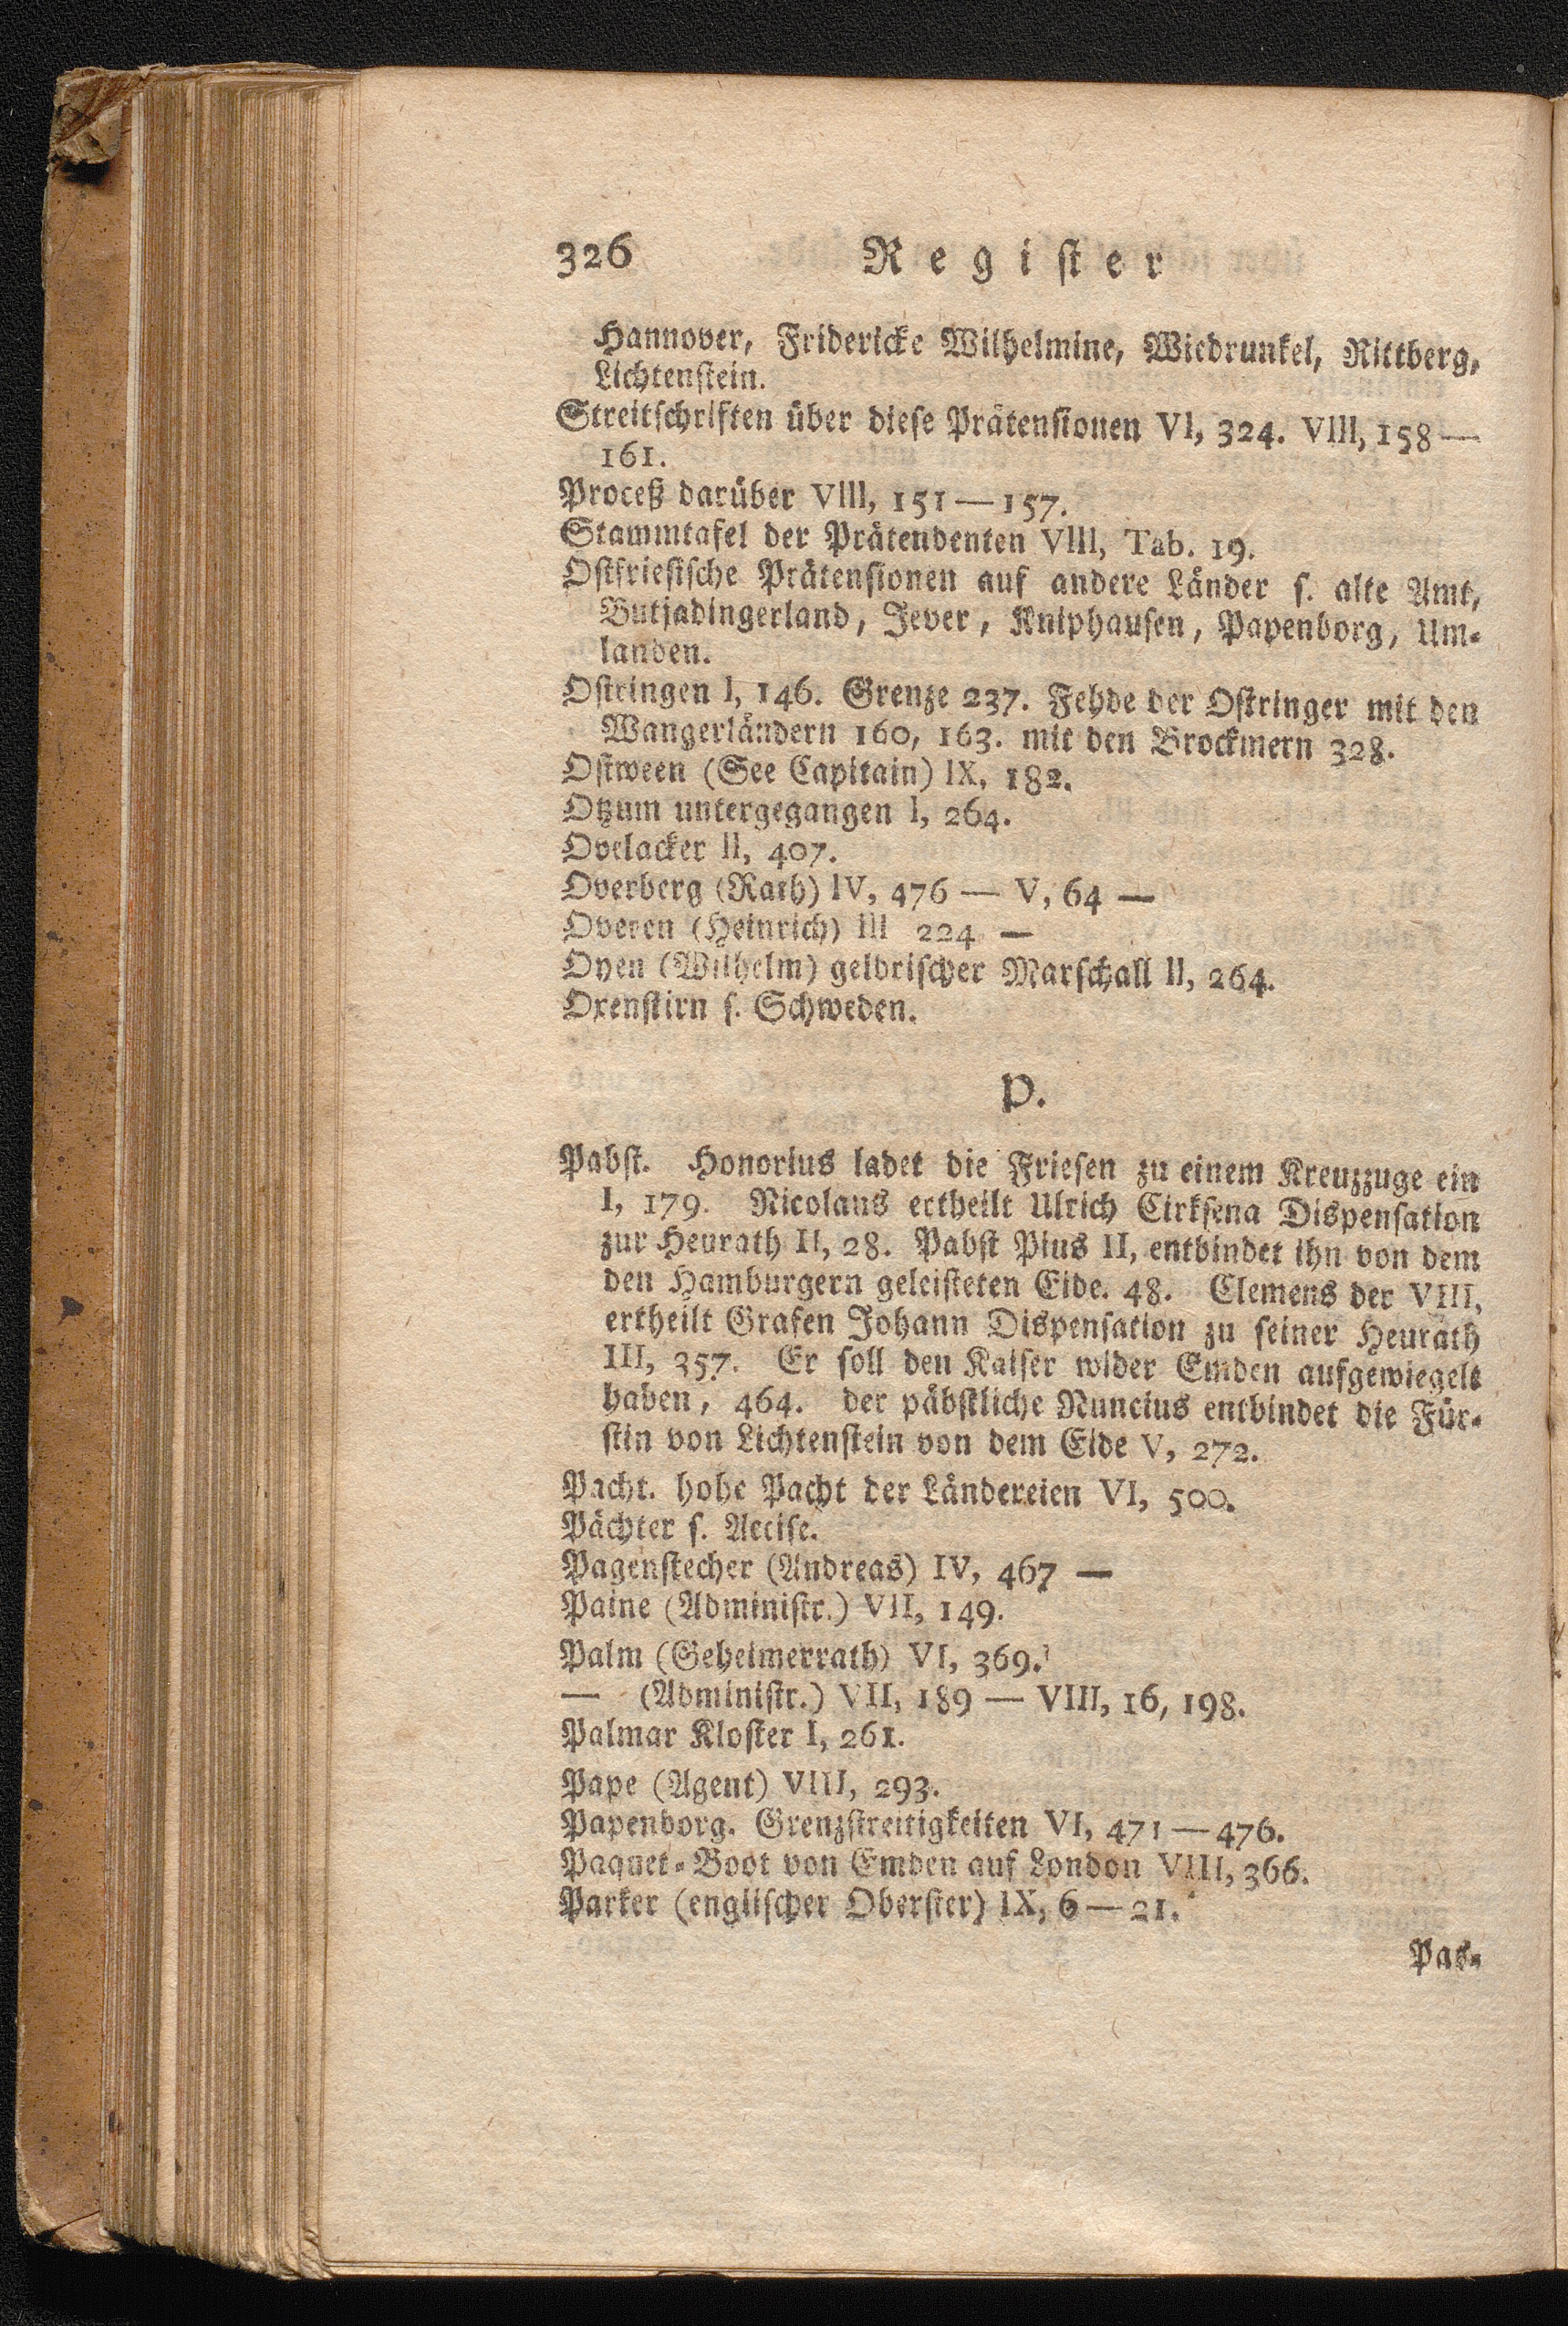 326 Register
Hannover, Fridericke Wilhelmine, Wiedrunkel, Rittberg,
Lichtenstein.
Streitschriften über diese Prätensionen VI, 324. VIII, 158—
161.
Proceß darüber VIII, 151—157.
Stammtafel der Prätendenten VIII, Tab. 19.
Ostfriesische Prätensionen auf andere Länder s. alte Amt,
Butjadingerland, Jever, Kniphausen, Papenborg, Um-
landen.
Ostringen I, 146. Grenze 237. Fehde der Ostringer mit den
Wangerländern 160, 163. mit den Brockmern 328.
Ostween (See Capitain) IX, 182.
Otzum untergegangen I, 264.
Ovelacker II, 407.
Overberg (Rath) IV, 476 — V, 64 —
Overen (Heinrich) III 224 —
Oyen (Wilhelm) geldrischer Marschall II, 264.
Oxenstirn s. Schweden.
P.
Pabst. Honorius ladet die Friesen zu einem Kreuzzuge ein
I, 179. Nicolaus ertheilt Ulrich Cirksena Dispensation
zur Heurath II, 28. Pabst Pius II, entbindet ihn von dem
den Hamburgern geleisteten Eide. 48. Clemens der VIII,
ertheilt Grafen Johann Dispensation zu seiner Heurath
III, 357. Er soll den Kaiser wider Emden aufgewiegelt
haben, 464. der päbstliche Nuncius entbindet die Für-
stin von Lichtenstein von dem Eide V, 272.
Pacht. hohe Pacht der Ländereien VI, 500.
Pächter s. Accise.
Pagenstecher (Andreas) IV, 467 —
Paine (Administr.) VII, 149.
Palm (Geheimerrath) VI, 369.
— (Administr.) VII, 189 — VIII, 16, 198.
Palmar Kloster I, 261.
Pape (Agent) VIII, 293.
Papenborg. Grenzstreitigkeiten VI, 471—476.
Paquet-Boot von Emden auf London VIII, 366.
Parker (englischer Oberster) IX, 6—21.
Pas-